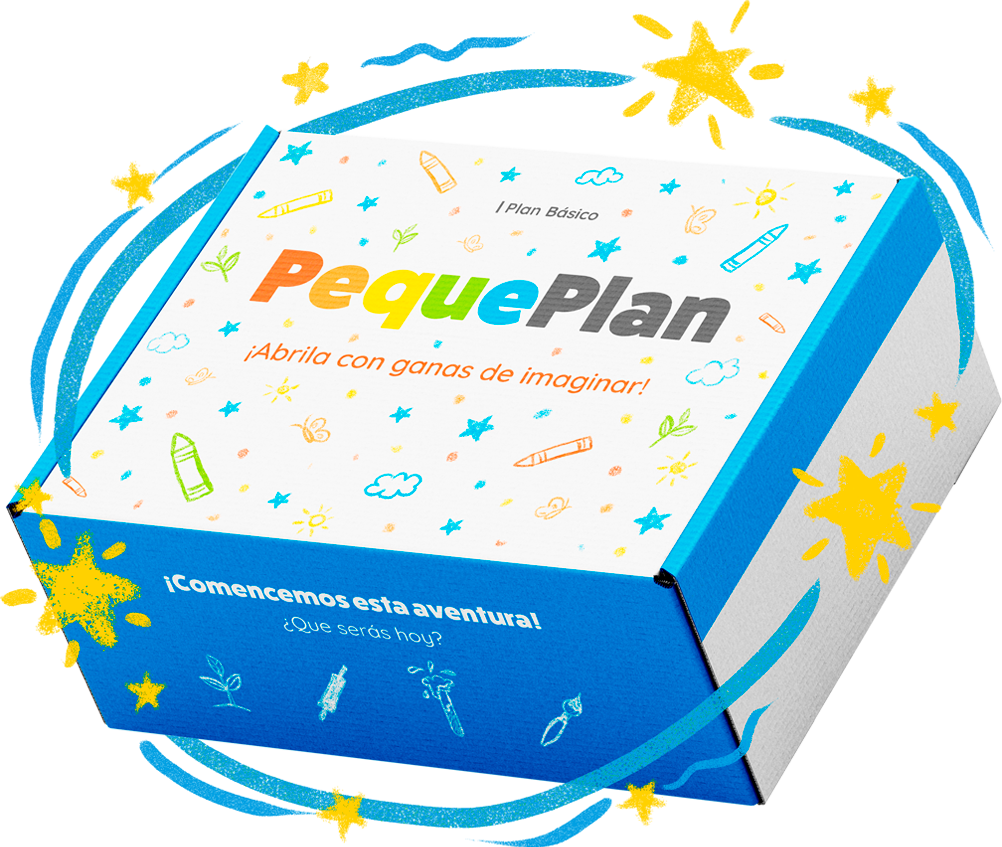 | Plan Básico
PequePlan
¡Abrila con ganas de imaginar!
¡Comencemos esta aventura!
¿Que serás hoy?